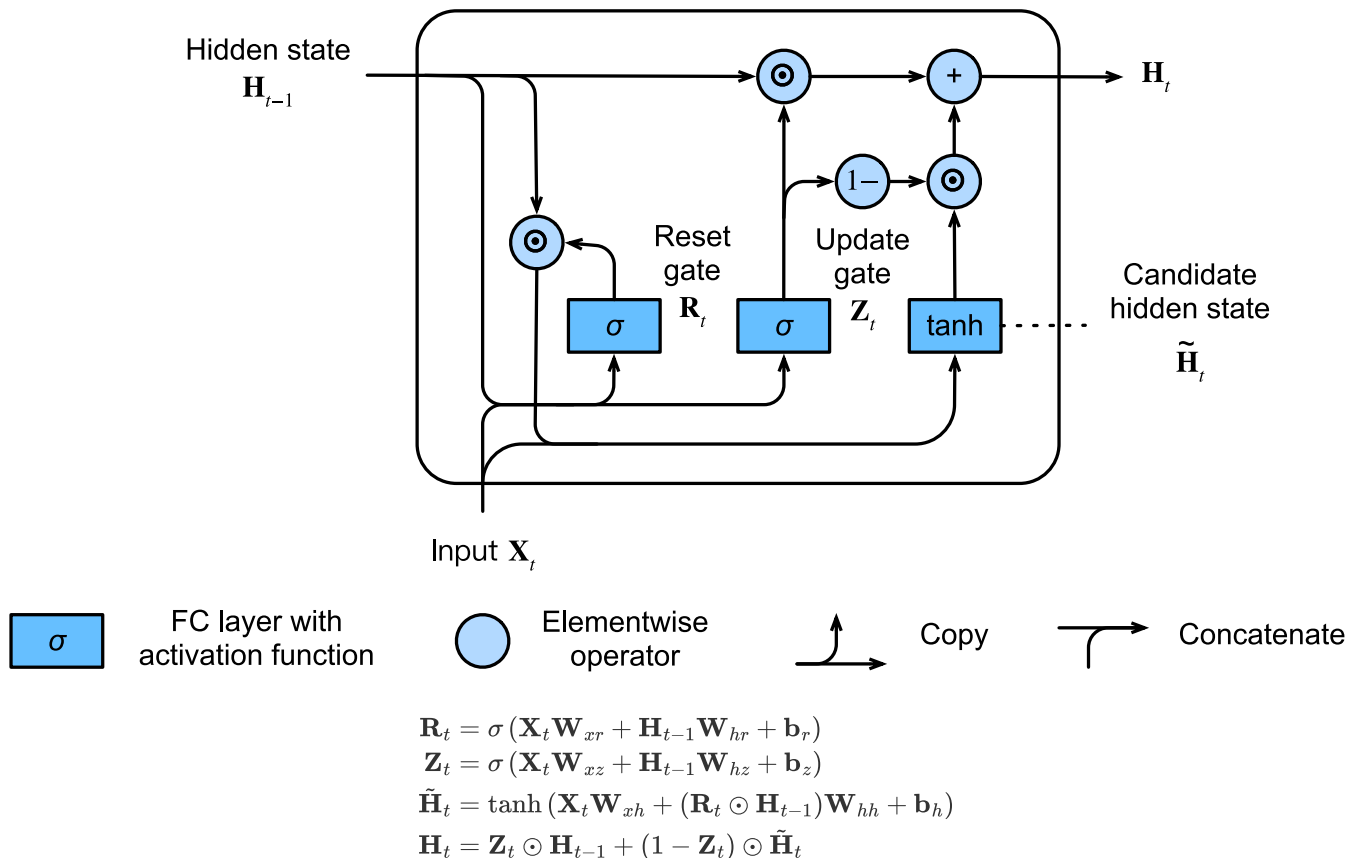 Hidden state
H_{t−1}
⊙
+
H_t
1−
⊙
⊙
Reset
gate
R_t
Update
gate
Z_t
Candidate
hidden state
H̃_t
σ
σ
tanh
Input X_t
σ
FC layer with
activation function
Elementwise
operator
Copy
Concatenate
R_t = σ (X_t W_{xr} + H_{t−1} W_{hr} + b_r)
Z_t = σ (X_t W_{xz} + H_{t−1} W_{hz} + b_z)
H̃_t = tanh (X_t W_{xh} + (R_t ⊙ H_{t−1}) W_{hh} + b_h)
H_t = Z_t ⊙ H_{t−1} + (1 − Z_t) ⊙ H̃_t